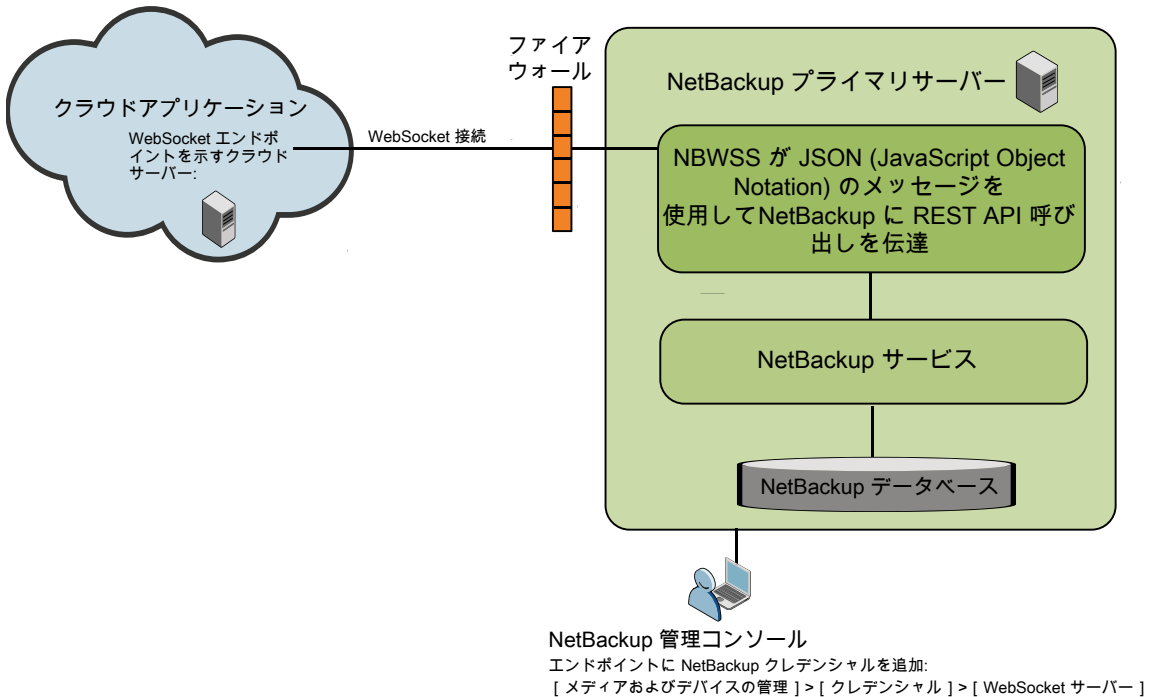 クラウドアプリケーション
WebSocket エンドポ
イントを示すクラウド
サーバー:
WebSocket 接続
ファイア
ウォール
NetBackup プライマリサーバー
NBWSS が JSON (JavaScript Object
Notation) のメッセージを
使用してNetBackup に REST API 呼び
出しを伝達
NetBackup サービス
NetBackup データベース
NetBackup 管理コンソール
エンドポイントに NetBackup クレデンシャルを追加:
[ メディアおよびデバイスの管理 ] > [ クレデンシャル ] > [ WebSocket サーバー ]